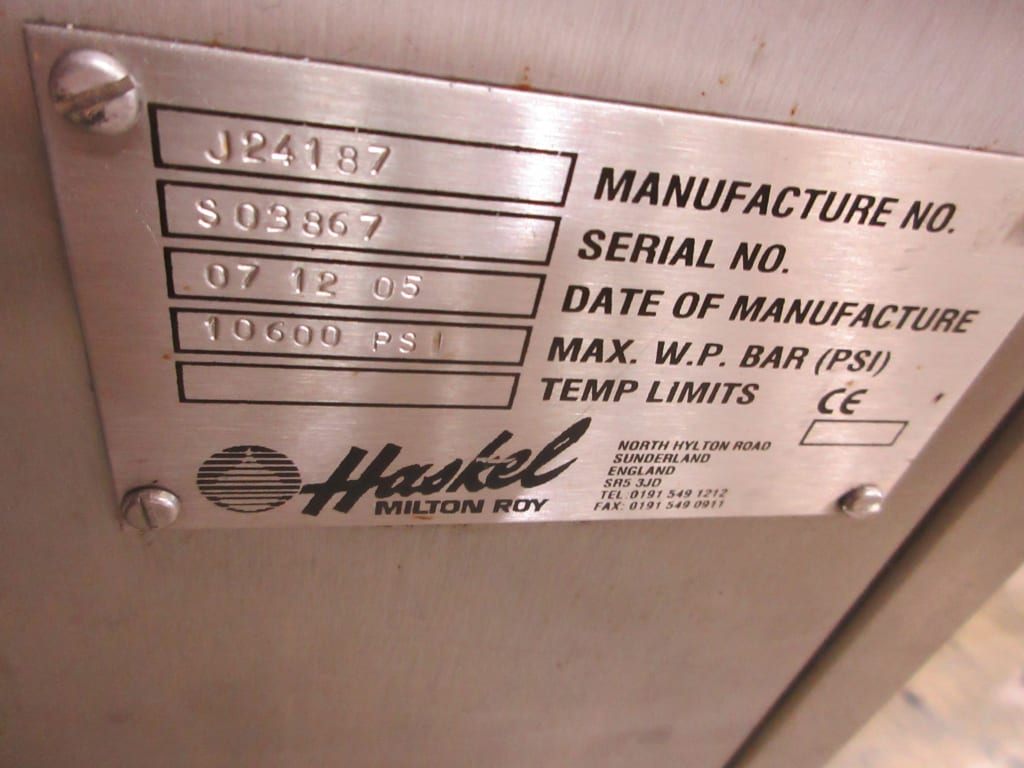 J24187 MANUFACTURE NO.
S03867 SERIAL NO.
07 12 05 DATE OF MANUFACTURE
10600 PSI MAX. W.P. BAR (PSI)
TEMP LIMITS
CE
Haskel
MILTON ROY
NORTH HYLTON ROAD
SUNDERLAND
ENGLAND
SR5 3JD
TEL: 0191 549 1212
FAX: 0191 549 0911